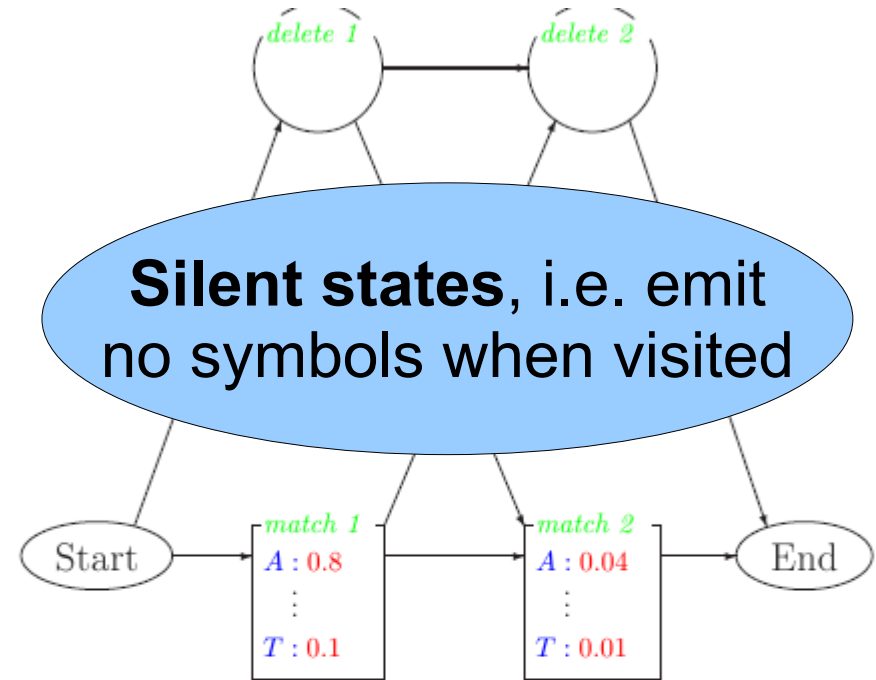 delete 1
delete 2
Silent states, i.e. emit
no symbols when visited
Start
match 1
A : 0.8
⋮
T : 0.1
match 2
A : 0.04
⋮
T : 0.01
End